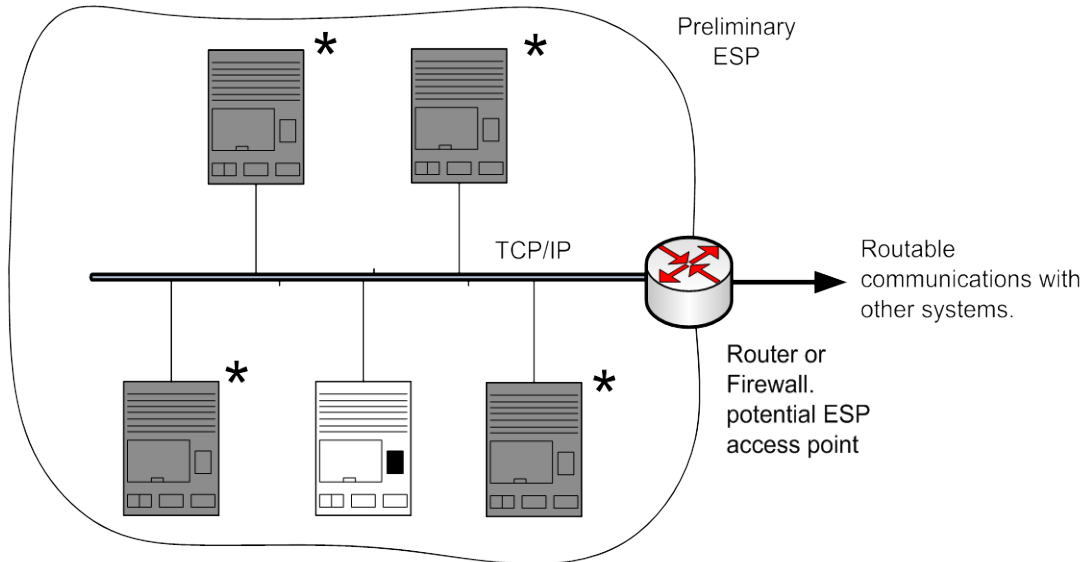 Preliminary
ESP
*
*
TCP/IP
Routable
communications with
other systems.
Router or
Firewall.
potential ESP
access point
*
*